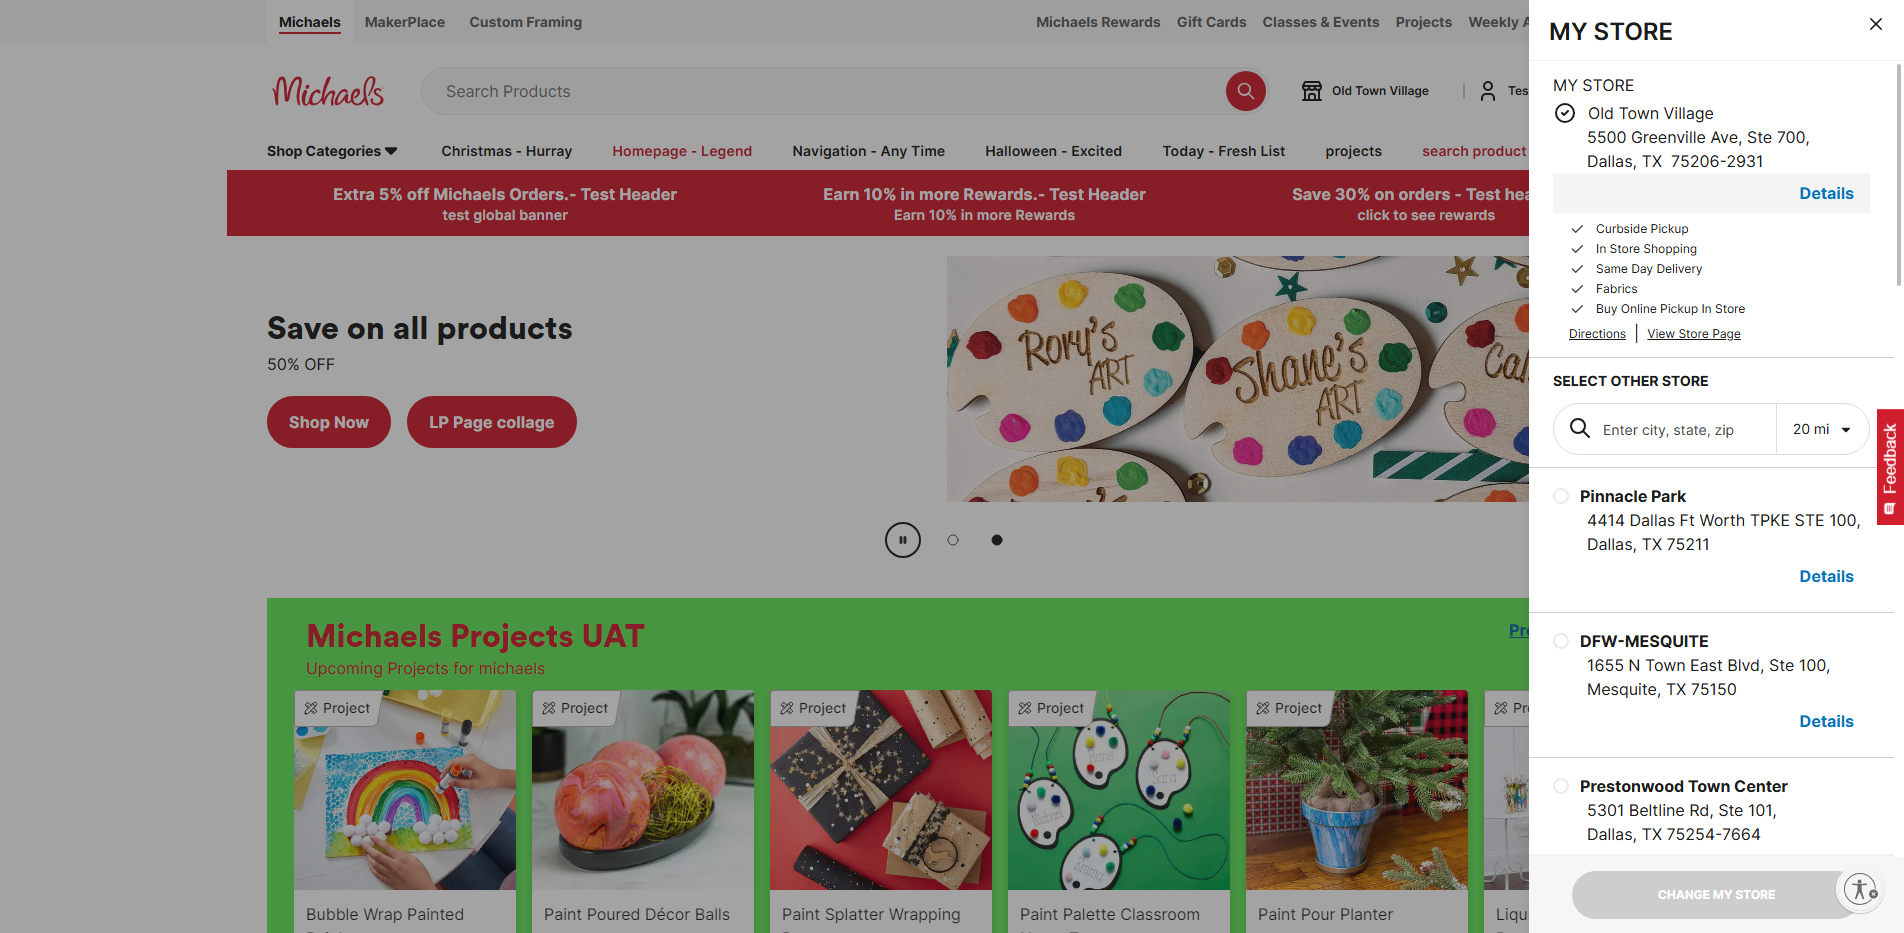 Michaels MakerPlace Custom Framing
Michaels Rewards Gift Cards Classes & Events Projects Weekly
Michaels
Search Products
Old Town Village
Shop Categories Christmas - Hurray Homepage - Legend Navigation - Any Time Halloween - Excited Today - Fresh List projects search product
Extra 5% off Michaels Orders.- Test Header
test global banner
Earn 10% in more Rewards.- Test Header
Earn 10% in more Rewards
Save 30% on orders - Test
click to see rewards
Save on all products
50% OFF
Shop Now LP Page collage
Rory's
ART
Shane's
ART
Michaels Projects UAT
Upcoming Projects for michaels
Project
Project
Project
Project
Project
Bubble Wrap Painted
Paint Poured Décor Balls
Paint Splatter Wrapping
Paint Palette Classroom
Paint Pour Planter
MY STORE
MY STORE
Old Town Village
5500 Greenville Ave, Ste 700,
Dallas, TX 75206-2931
Details
Curbside Pickup
In Store Shopping
Same Day Delivery
Fabrics
Buy Online Pickup In Store
Directions View Store Page
SELECT OTHER STORE
Enter city, state, zip 20 mi
Feedback
Pinnacle Park
4414 Dallas Ft Worth TPKE STE 100,
Dallas, TX 75211
Details
DFW-MESQUITE
1655 N Town East Blvd, Ste 100,
Mesquite, TX 75150
Details
Prestonwood Town Center
5301 Beltline Rd, Ste 101,
Dallas, TX 75254-7664
CHANGE MY STORE